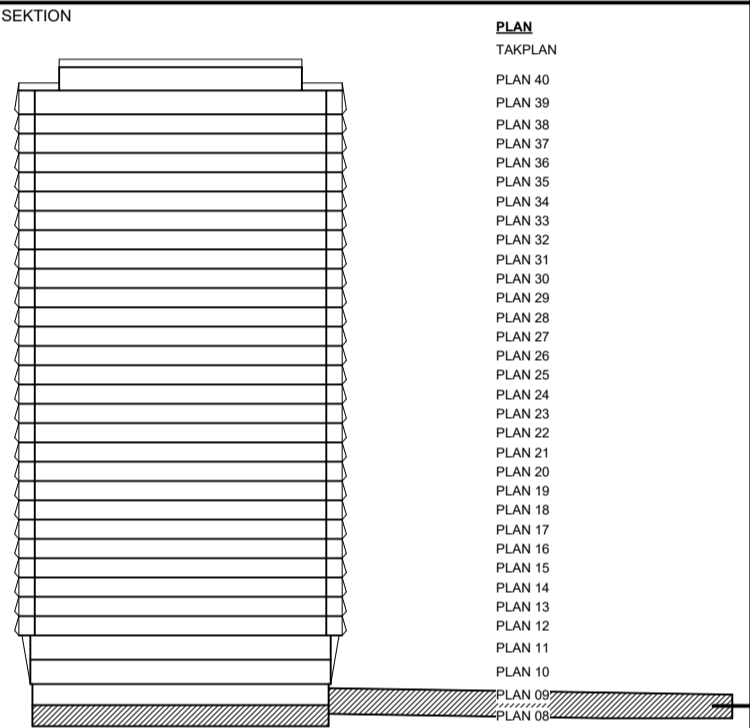 SEKTION
PLAN
TAKPLAN
PLAN 40
PLAN 39
PLAN 38
PLAN 37
PLAN 36
PLAN 35
PLAN 34
PLAN 33
PLAN 32
PLAN 31
PLAN 30
PLAN 29
PLAN 28
PLAN 27
PLAN 26
PLAN 25
PLAN 24
PLAN 23
PLAN 22
PLAN 21
PLAN 20
PLAN 19
PLAN 18
PLAN 17
PLAN 16
PLAN 15
PLAN 14
PLAN 13
PLAN 12
PLAN 11
PLAN 10
PLAN 09
PLAN 08